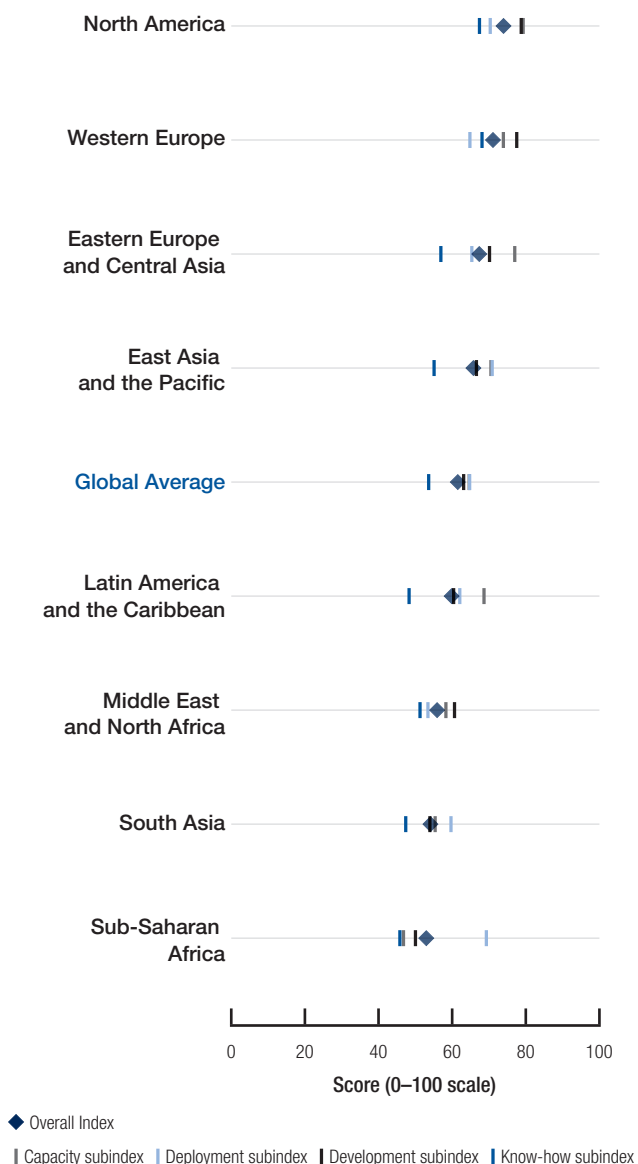 North America
Western Europe
Eastern Europe
and Central Asia
East Asia
and the Pacific
Global Average
Latin America
and the Caribbean
Middle East
and North Africa
South Asia
Sub-Saharan
Africa
0 20 40 60 80 100
Score (0–100 scale)
Overall Index
Capacity subindex Deployment subindex Development subindex Know-how subindex